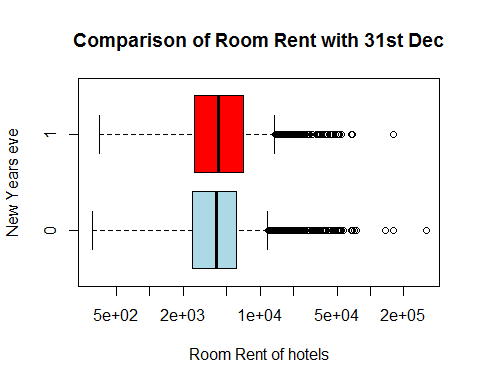 Comparison of Room Rent with 31st Dec
New Years eve
1
0
5e+02 2e+03 1e+04 5e+04 2e+05
Room Rent of hotels